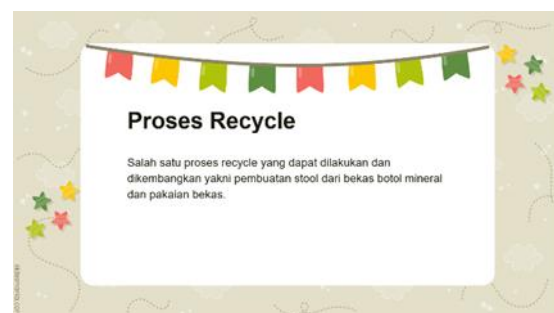 Proses Recycle
Salah satu proses recycle yang dapat dilakukan dan
dikembangkan yakni pembuatan stool dari bekas botol mineral
dan pakaian bekas.